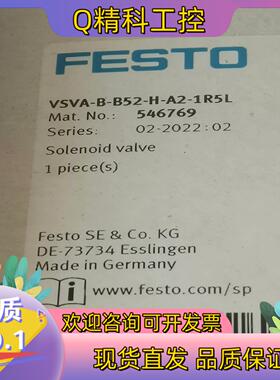 Q精科工控
FESTO
VSVA-B-B52-H-A2-1R5L
Mat. No.: 546769
Series: 02-2022:02
Solenoid valve
1 piece(s)
Festo SE & Co. KG
DE-73734 Esslingen
Made in Germany
www.festo.com/sp
质
O.1
欢迎咨询可开发票
现货直发 品质